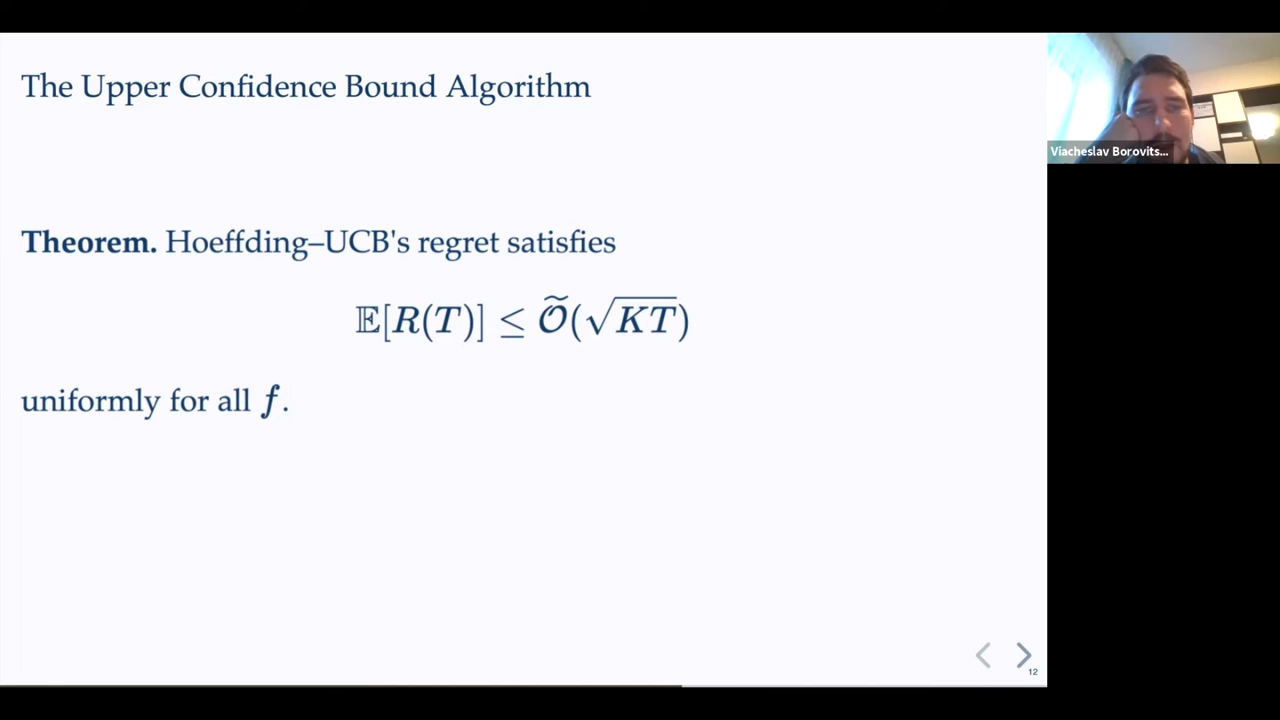 The Upper Confidence Bound Algorithm
Viacheslav Borovits...
Theorem. Hoeffding–UCB's regret satisfies
𝔼[R(T)] ≤ Õ(√KT)
uniformly for all f.
12